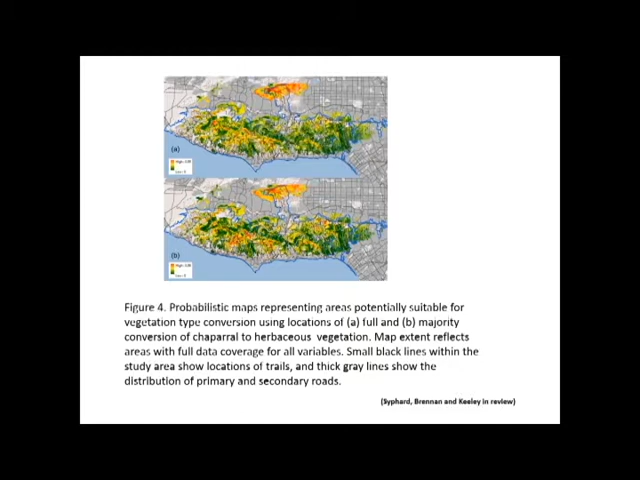 (a)
(b)
Figure 4. Probabilistic maps representing areas potentially suitable for
vegetation type conversion using locations of (a) full and (b) majority
conversion of chaparral to herbaceous vegetation. Map extent reflects
areas with full data coverage for all variables. Small black lines within the
study area show locations of trails, and thick gray lines show the
distribution of primary and secondary roads.
(Syphard, Brennan and Keeley in review)